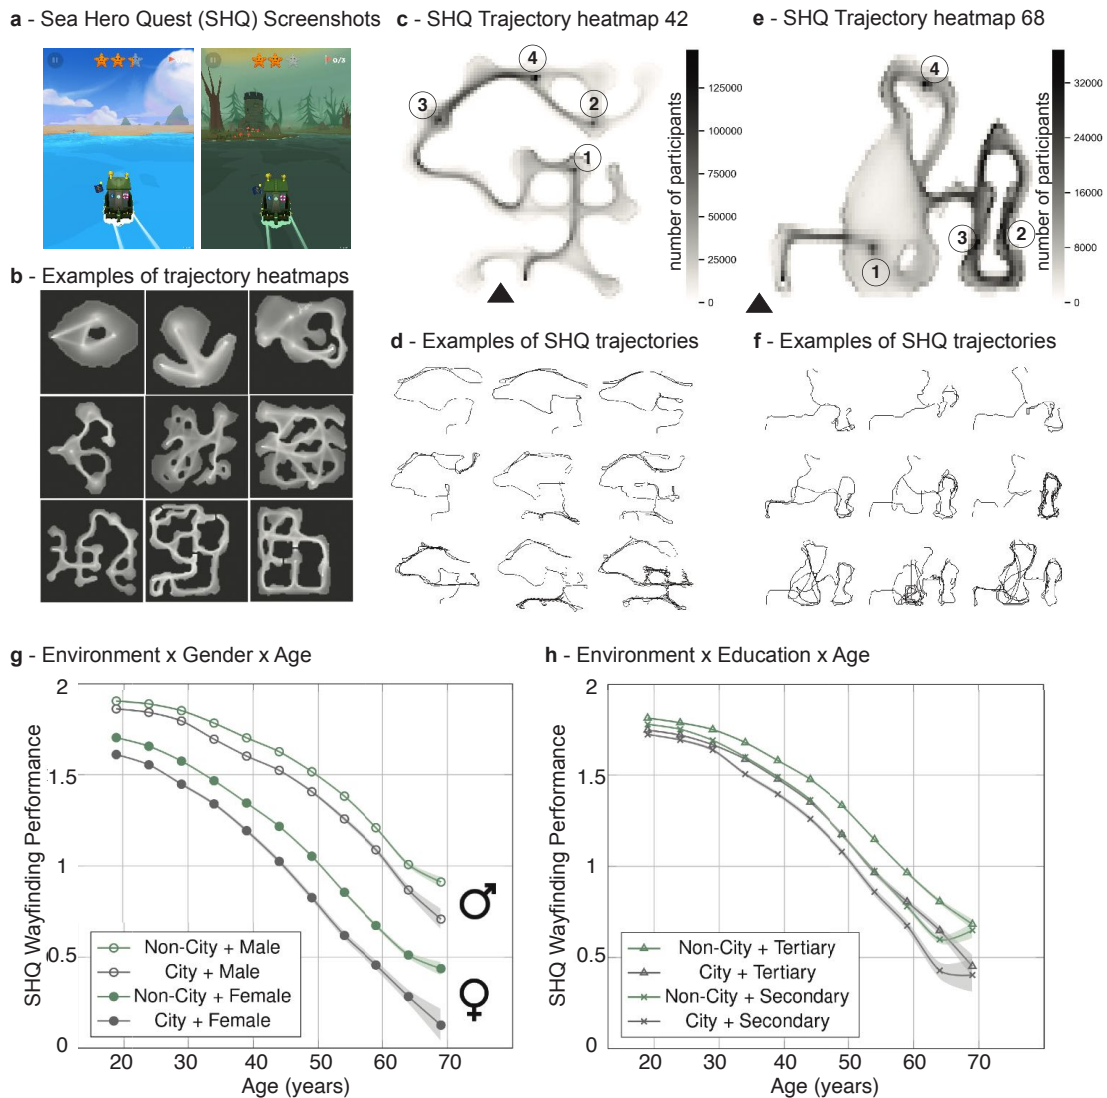 a - Sea Hero Quest (SHQ) Screenshots
0/3
b - Examples of trajectory heatmaps
c - SHQ Trajectory heatmap 42
4
3
2
1
125000
100000
75000
50000
25000
0
number of participants
d - Examples of SHQ trajectories
e - SHQ Trajectory heatmap 68
4
3
2
1
32000
24000
16000
8000
0
number of participants
f - Examples of SHQ trajectories
g - Environment x Gender x Age
SHQ Wayfinding Performance
2
1.5
1
0.5
0
Non-City + Male
City + Male
Non-City + Female
City + Female
♂
♀
20 30 40 50 60 70
Age (years)
h - Environment x Education x Age
SHQ Wayfinding Performance
2
1.5
1
0.5
0
Non-City + Tertiary
City + Tertiary
Non-City + Secondary
City + Secondary
20 30 40 50 60 70
Age (years)